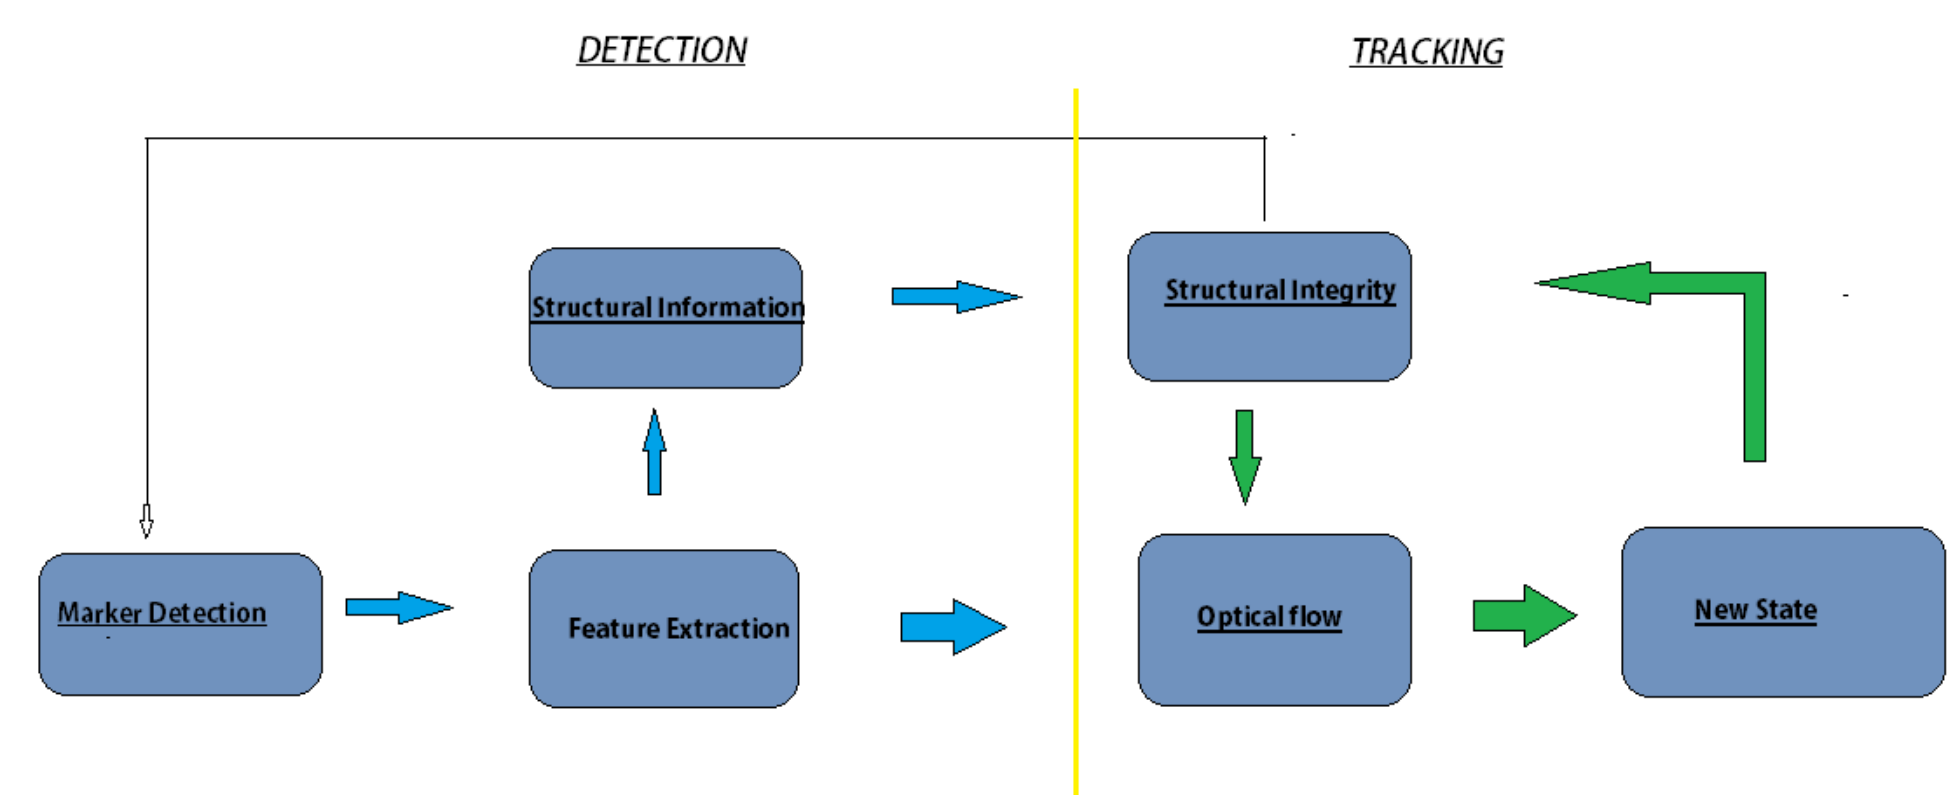 DETECTION
TRACKING
Structural Information
Structural Integrity
Marker Detection
Feature Extraction
Optical flow
New State